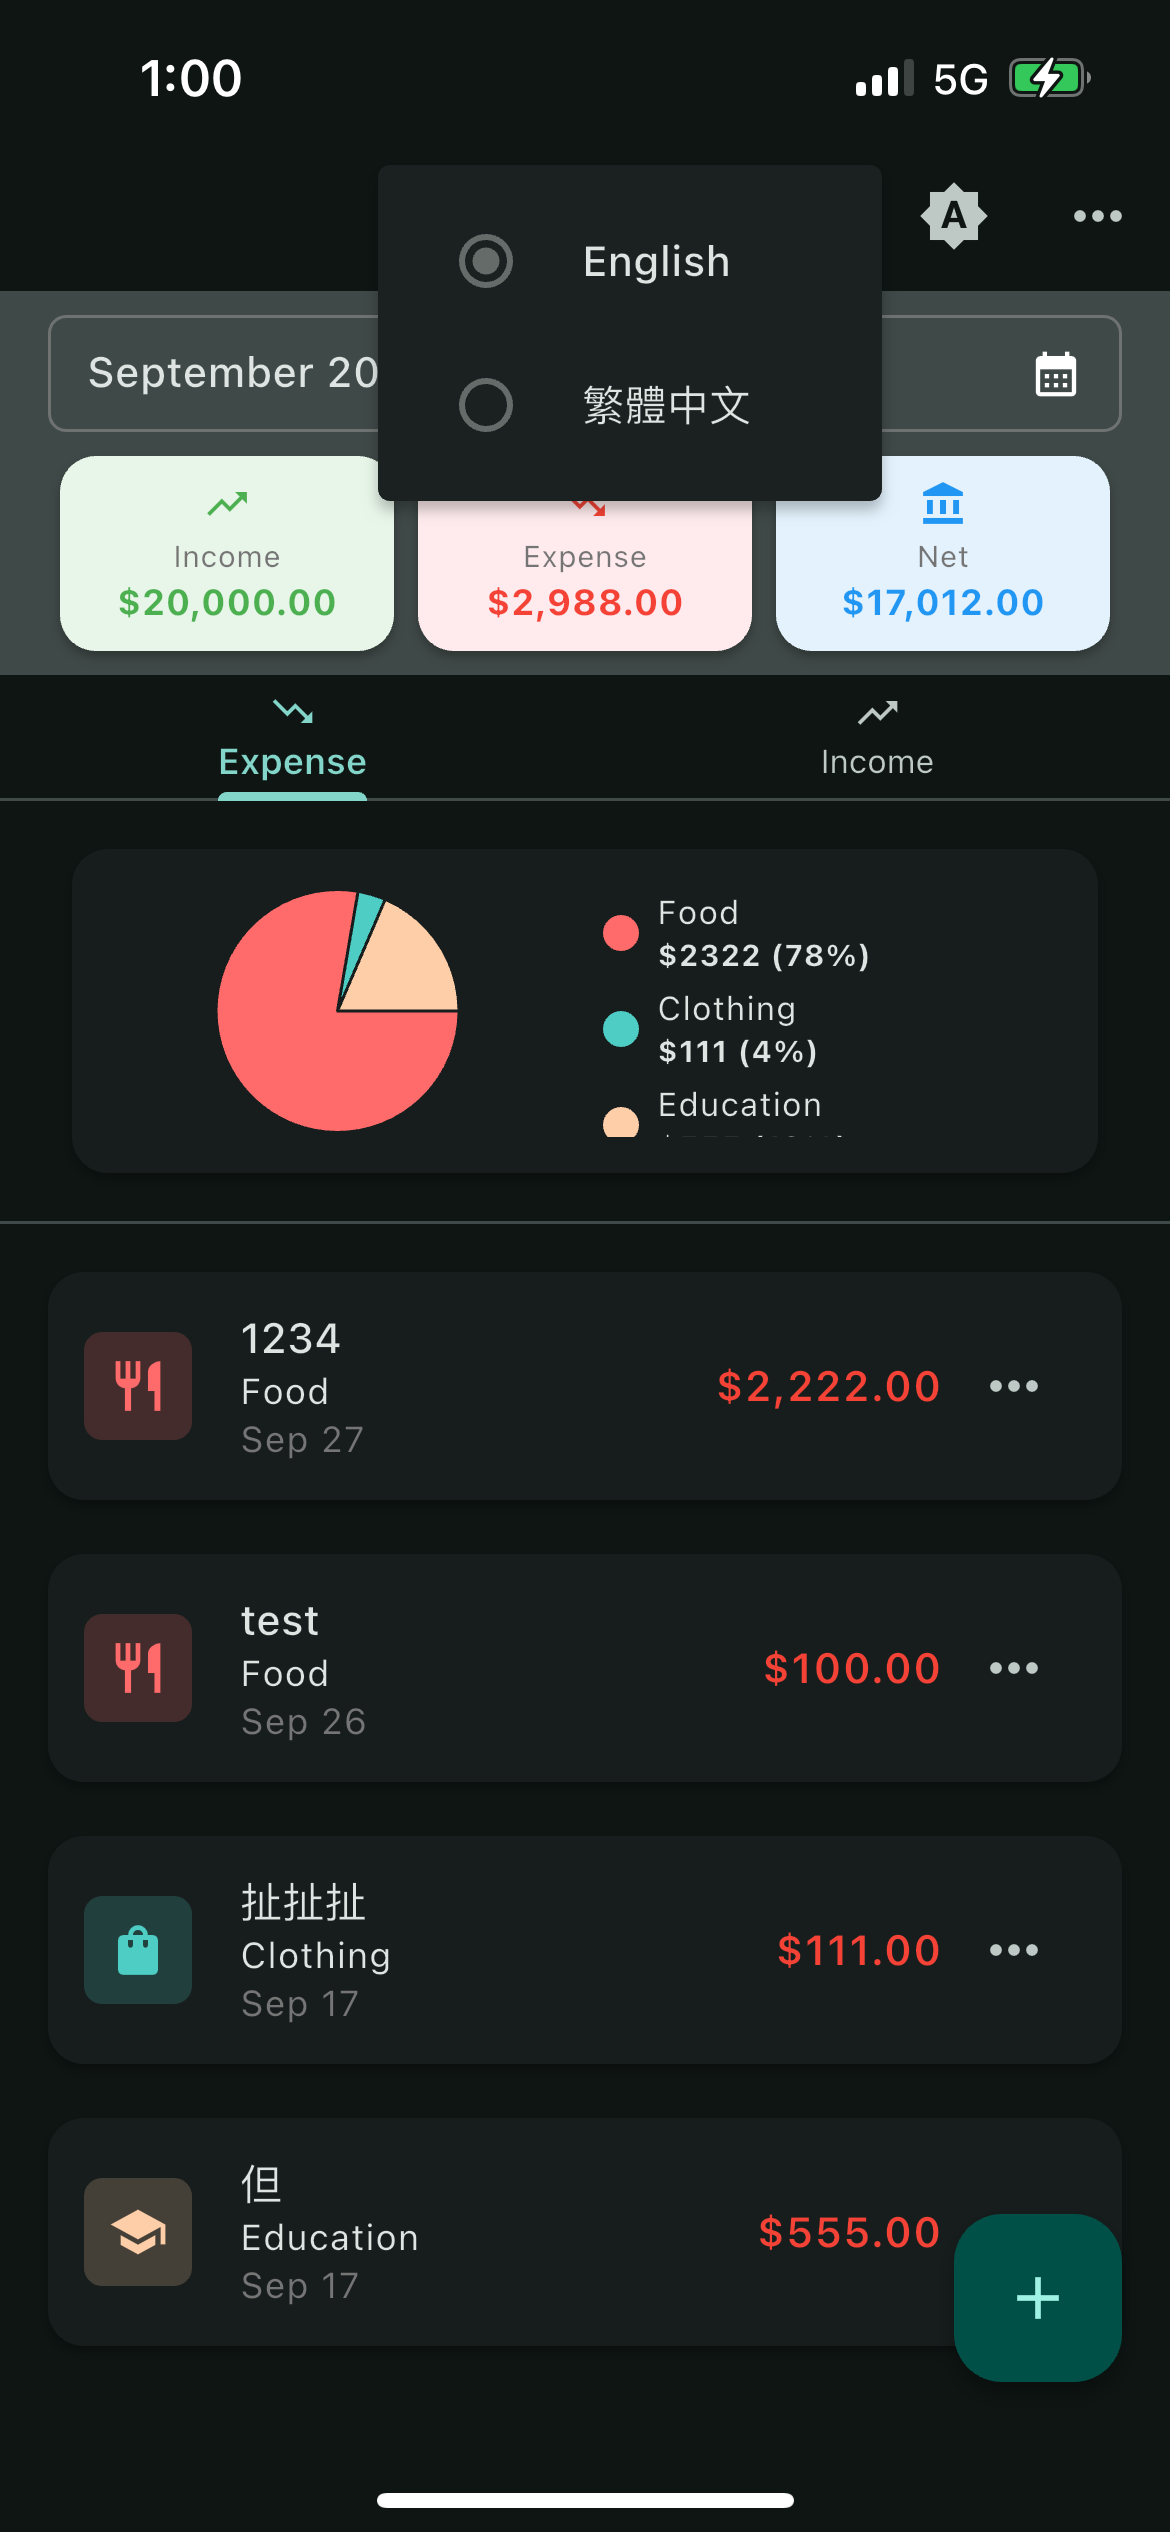 1:00
5G
A
English
繁體中文
September 20
Income
$20,000.00
Expense
$2,988.00
Net
$17,012.00
Expense
Income
Food
$2322 (78%)
Clothing
$111 (4%)
Education
1234
Food
Sep 27
$2,222.00
test
Food
Sep 26
$100.00
扯扯扯
Clothing
Sep 17
$111.00
但
Education
Sep 17
$555.00